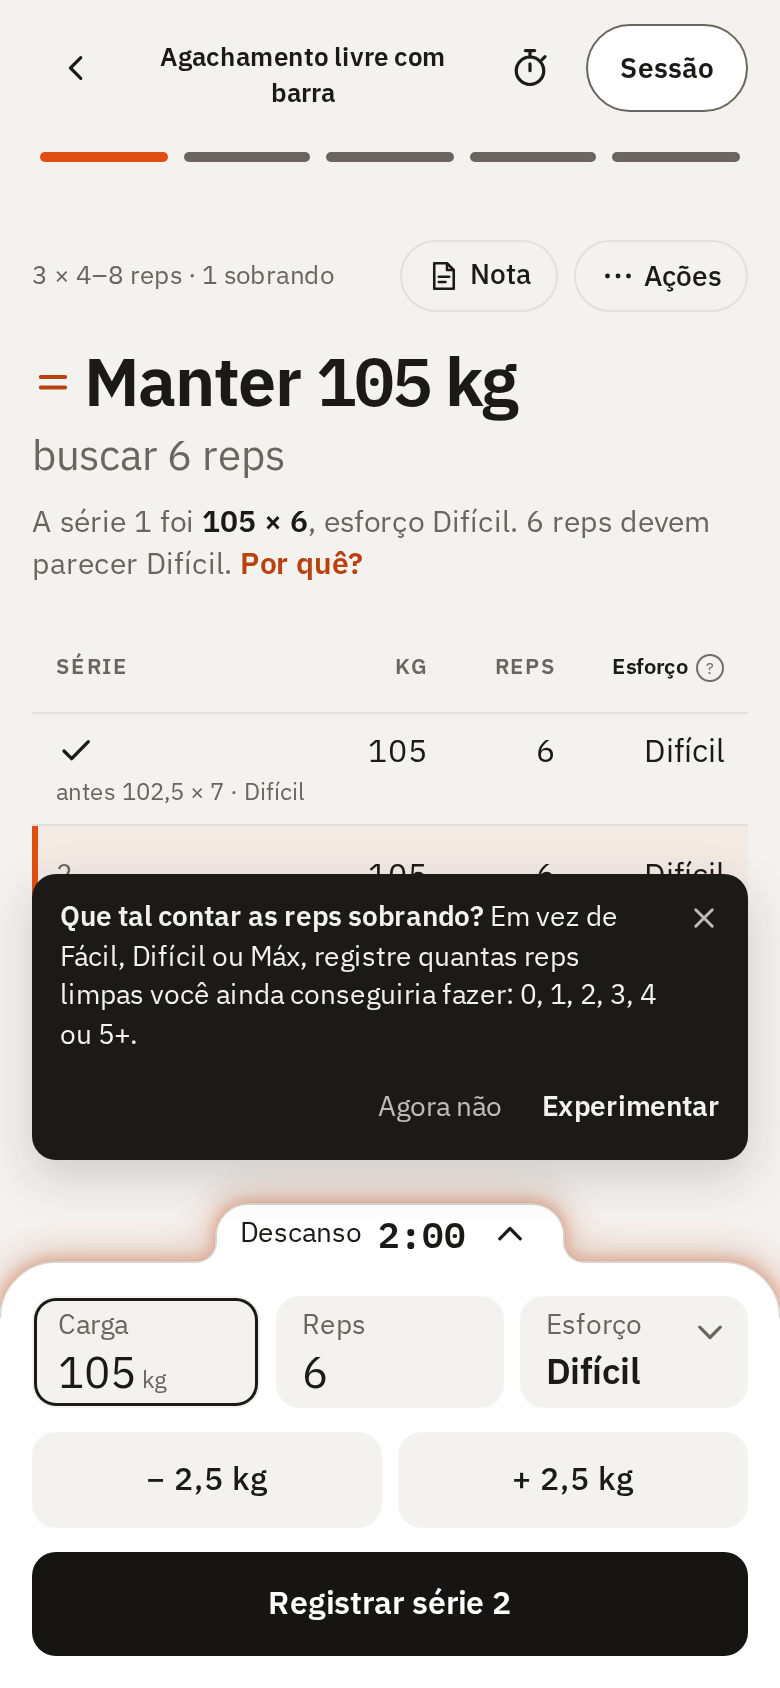 Agachamento livre com
barra
Sessão
3 × 4–8 reps · 1 sobrando
Nota
Ações
= Manter 105 kg
buscar 6 reps
A série 1 foi 105 × 6, esforço Difícil. 6 reps devem
parecer Difícil. Por quê?
SÉRIE KG REPS Esforço ?
105 6 Difícil
antes 102,5 × 7 · Difícil
2 105 6 Difícil
Que tal contar as reps sobrando? Em vez de
Fácil, Difícil ou Máx, registre quantas reps
limpas você ainda conseguiria fazer: 0, 1, 2, 3, 4
ou 5+.
Agora não Experimentar
Descanso 2:00
Carga Reps Esforço
105 kg 6 Difícil
− 2,5 kg + 2,5 kg
Registrar série 2